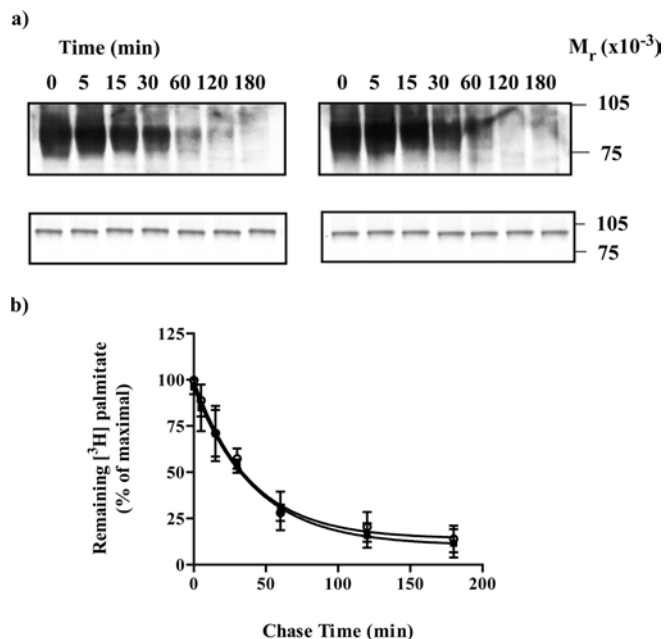 a)
Time (min) M_r (x10⁻³)
0 5 15 30 60 120 180 0 5 15 30 60 120 180
105
75
105
75
b)
125
100
75
50
25
0
Remaining [³H] palmitate
(% of maximal)
0 50 100 150 200
Chase Time (min)